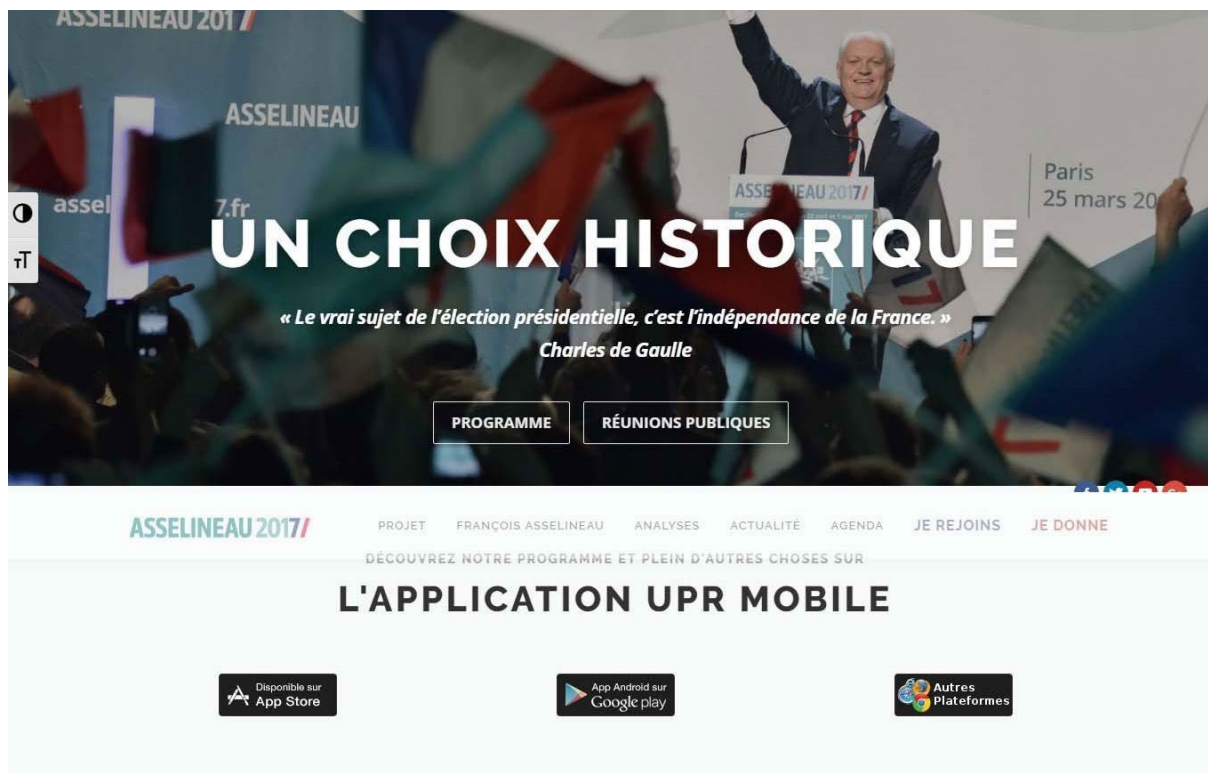 ASSELINEAU 2017/
ASSELINEAU
assel 7.fr
ASSELINEAU 2017/
Paris
25 mars 20
UN CHOIX HISTORIQUE
« Le vrai sujet de l'élection présidentielle, c'est l'indépendance de la France. »
Charles de Gaulle
PROGRAMME
RÉUNIONS PUBLIQUES
ASSELINEAU 2017/
PROJET
FRANÇOIS ASSELINEAU
ANALYSES
ACTUALITÉ
AGENDA
JE REJOINS
JE DONNE
DÉCOUVREZ NOTRE PROGRAMME ET PLEIN D'AUTRES CHOSES SUR
L'APPLICATION UPR MOBILE
Disponible sur
App Store
App Android sur
Google play
Autres
Plateformes